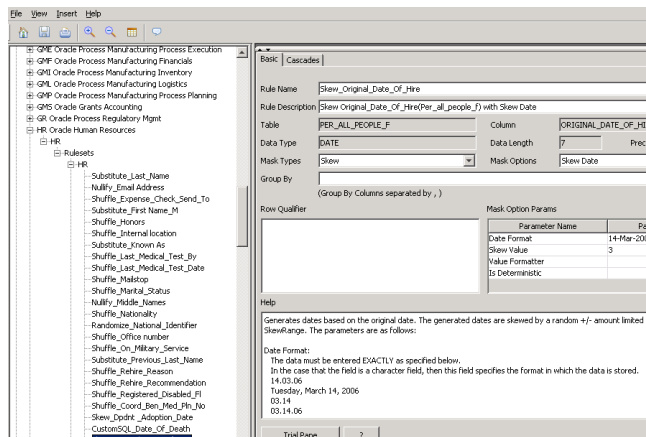 File View Insert Help
GME Oracle Process Manufacturing Process Execution
GMF Oracle Process Manufacturing Financials
GMI Oracle Process Manufacturing Inventory
GML Oracle Process Manufacturing Logistics
GMP Oracle Process Manufacturing Process Planning
GMS Oracle Grants Accounting
GR Oracle Process Regulatory Mgmt
HR Oracle Human Resources
HR
Rulesets
HR
Substitute_Last_Name
Nullify_Email Address
Shuffle_Expense_Check_Send_To
Substitute_First Name_M
Shuffle_Honors
Shuffle_Internal location
Substitute_Known As
Shuffle_Last_Medical_Test_By
Shuffle_Last_Medical_Test_Date
Shuffle_Mailstop
Shuffle_Marital_Status
Nullify_Middle_Names
Shuffle_Nationality
Randomize_National_Identifier
Shuffle_Office number
Shuffle_On_Military_Service
Substitute_Previous_Last_Name
Shuffle_Rehire_Reason
Shuffle_Rehire_Recommendation
Shuffle_Registered_Disabled_Fl
Shuffle_Coord_Ben_Med_Pln_No
Skew_Dpdnt _Adoption_Date
CustomSQL_Date_Of_Death
Basic Cascades
Rule Name Skew_Original_Date_Of_Hire
Rule Description Skew Original_Date_Of_Hire(Per_all_people_f) with Skew Date
Table PER_ALL_PEOPLE_F Column ORIGINAL_DATE_OF_HI
Data Type DATE Data Length 7 Prec
Mask Types Skew Mask Options Skew Date
Group By
(Group By Columns separated by , )
Row Qualifier Mask Option Params
Parameter Name Pa
Date Format 14-Mar-200
Skew Value 3
Value Formatter
Is Deterministic
Help
Generates dates based on the original date. The generated dates are skewed by a random +/- amount limited
SkewRange. The parameters are as follows:
Date Format:
The data must be entered EXACTLY as specified below.
In the case that the field is a character field, then this field specifies the format in which the data is stored.
14.03.06
Tuesday, March 14, 2006
03.14
03.14.06
Trial Pane ?